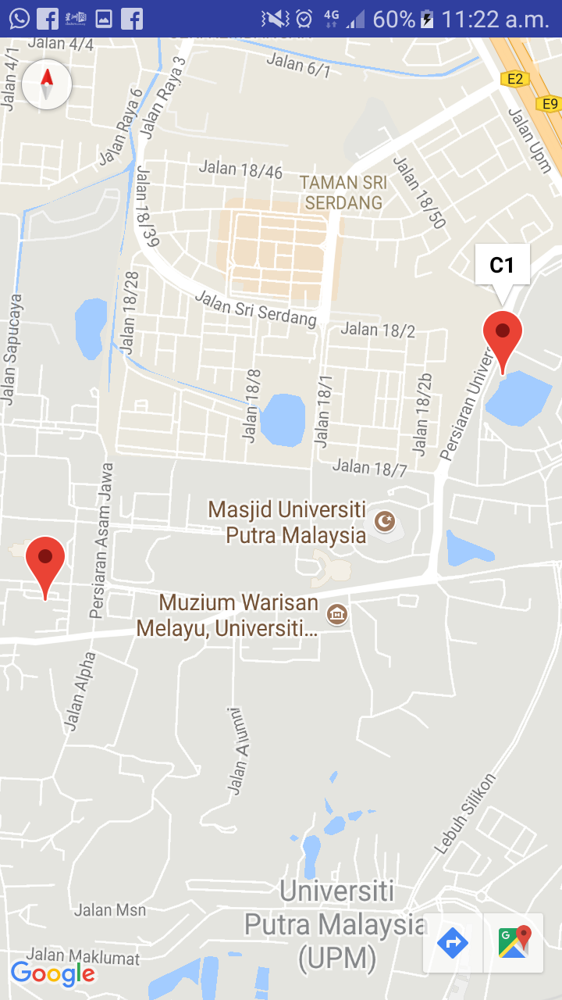 4G 60% 11:22 a.m.
Jalan 4/4
Jalan 4/1
Jalan Raya 3
Jalan 6/1
E2
E9
Jalan Raya 6
Jalan Upm
Jalan 18/46
TAMAN SRI
SERDANG
Jalan 18/50
Jalan 18/39
C1
Jalan 18/28
Jalan Sri Serdang
Jalan 18/2
Jalan Sapucaya
Jalan 18/8
Jalan 18/1
Jalan 18/2b
Persiaran Univers
Jalan 18/7
Persiaran Asam Jawa
Masjid Universiti
Putra Malaysia
Muzium Warisan
Melayu, Universiti...
Jalan Alpha
Jalan Alumni
Lebuh Silikon
Universiti
Putra Malaysia
(UPM)
Jalan Msn
Jalan Maklumat
Google
G